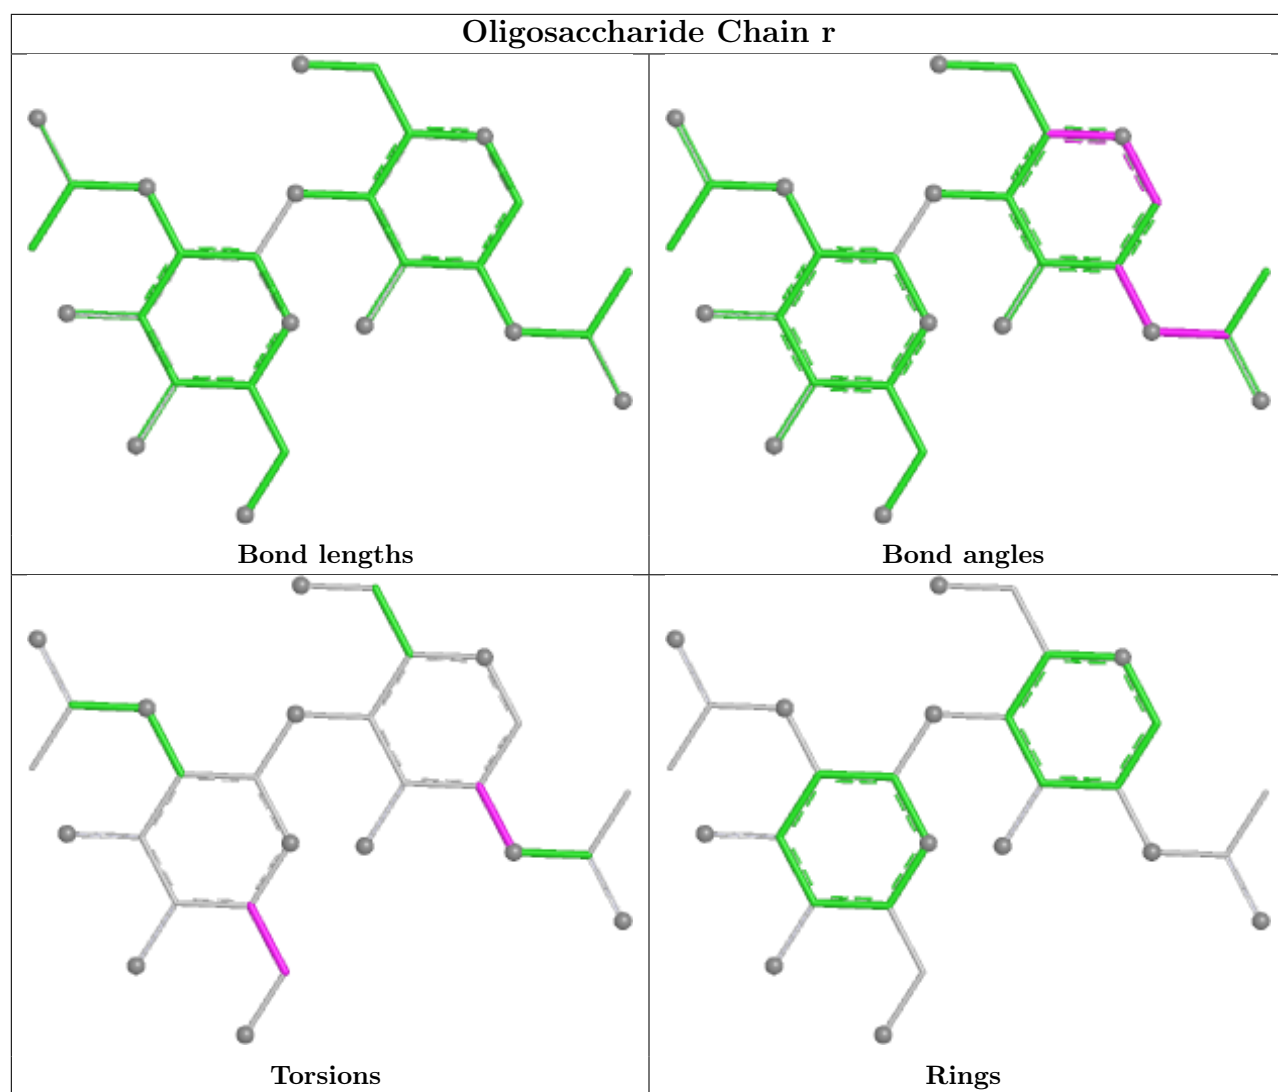 Oligosaccharide Chain r
Bond lengths
Bond angles
Torsions
Rings